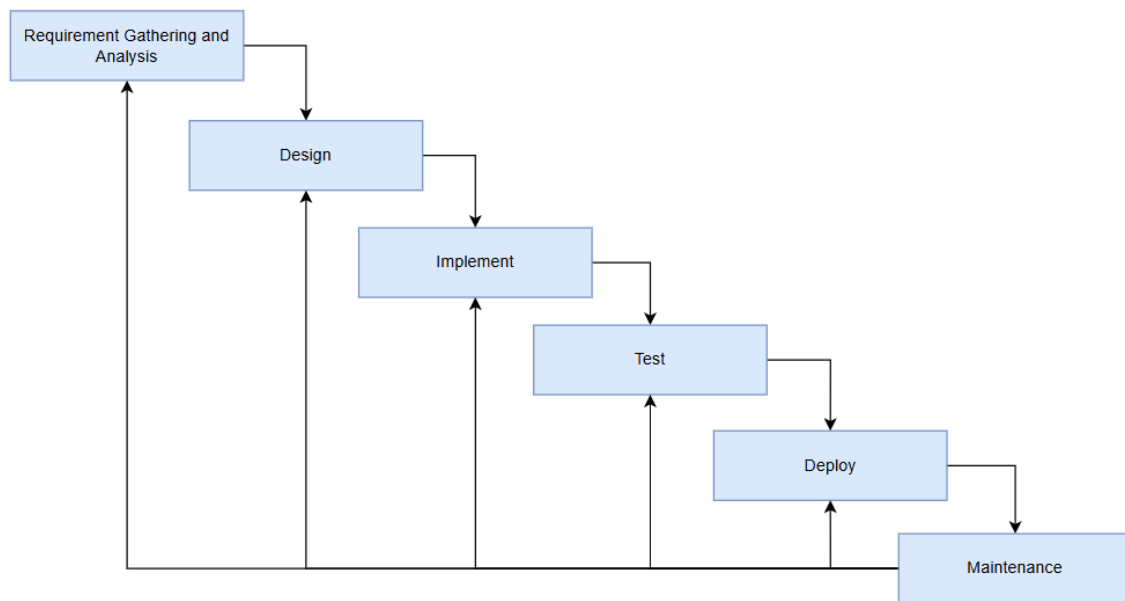 Requirement Gathering and
Analysis
Design
Implement
Test
Deploy
Maintenance